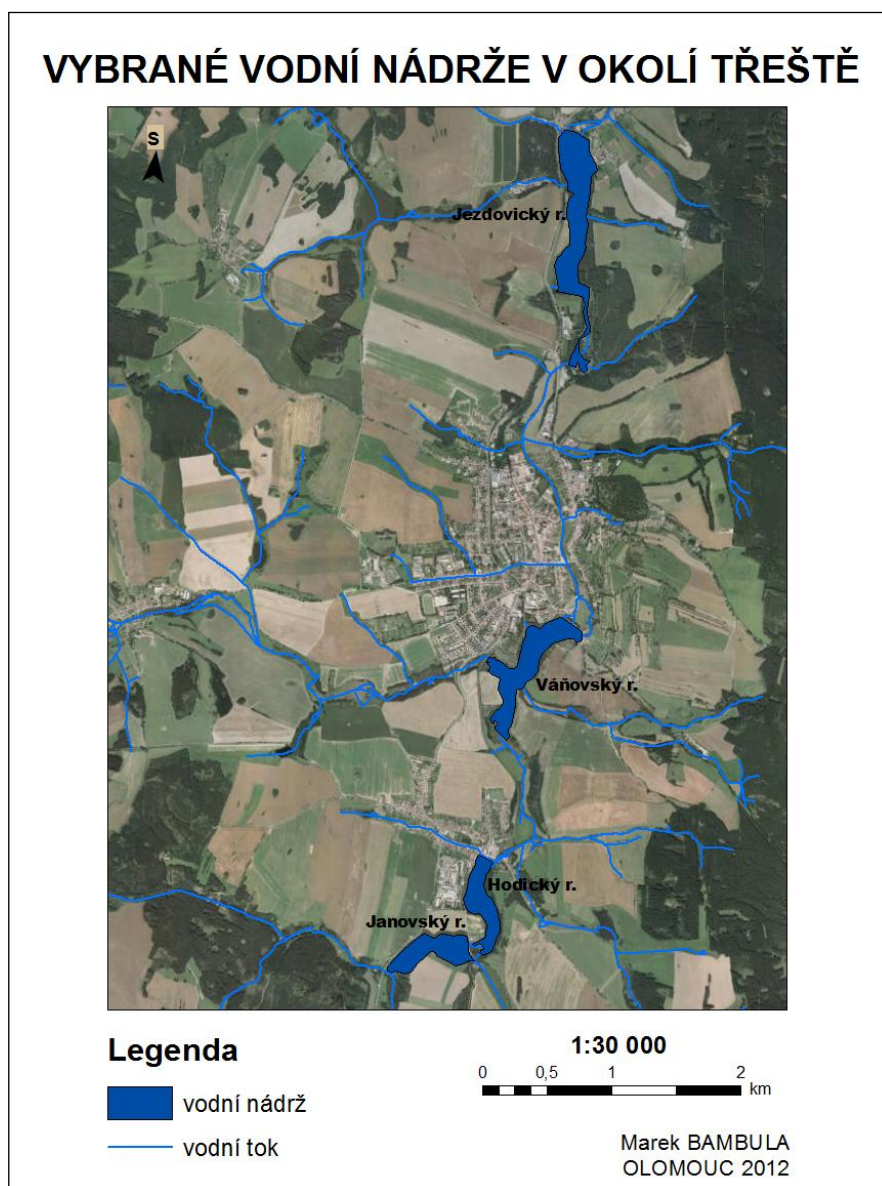 VYBRANÉ VODNÍ NÁDRŽE V OKOLÍ TŘEŠTĚ
S
Jezdovický r.
Váňovský r.
Hodický r.
Janovský r.
Legenda
vodní nádrž
vodní tok
1:30 000
0 0,5 1 2
km
Marek BAMBULA
OLOMOUC 2012